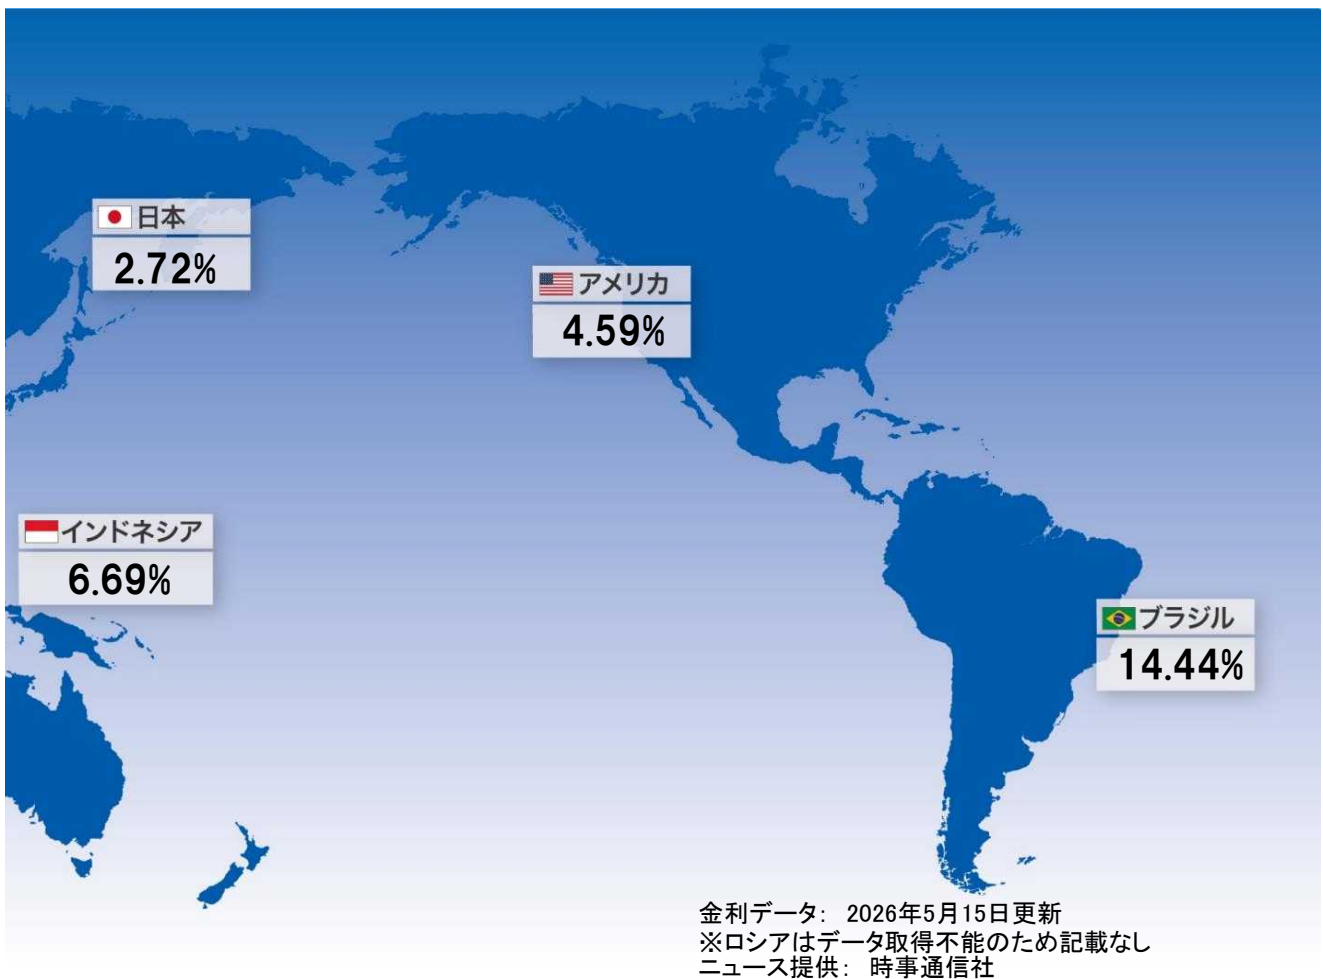 日本
2.72%
アメリカ
4.59%
インドネシア
6.69%
ブラジル
14.44%
金利データ: 2026年5月15日更新
※ロシアはデータ取得不能のため記載なし
ニュース提供: 時事通信社